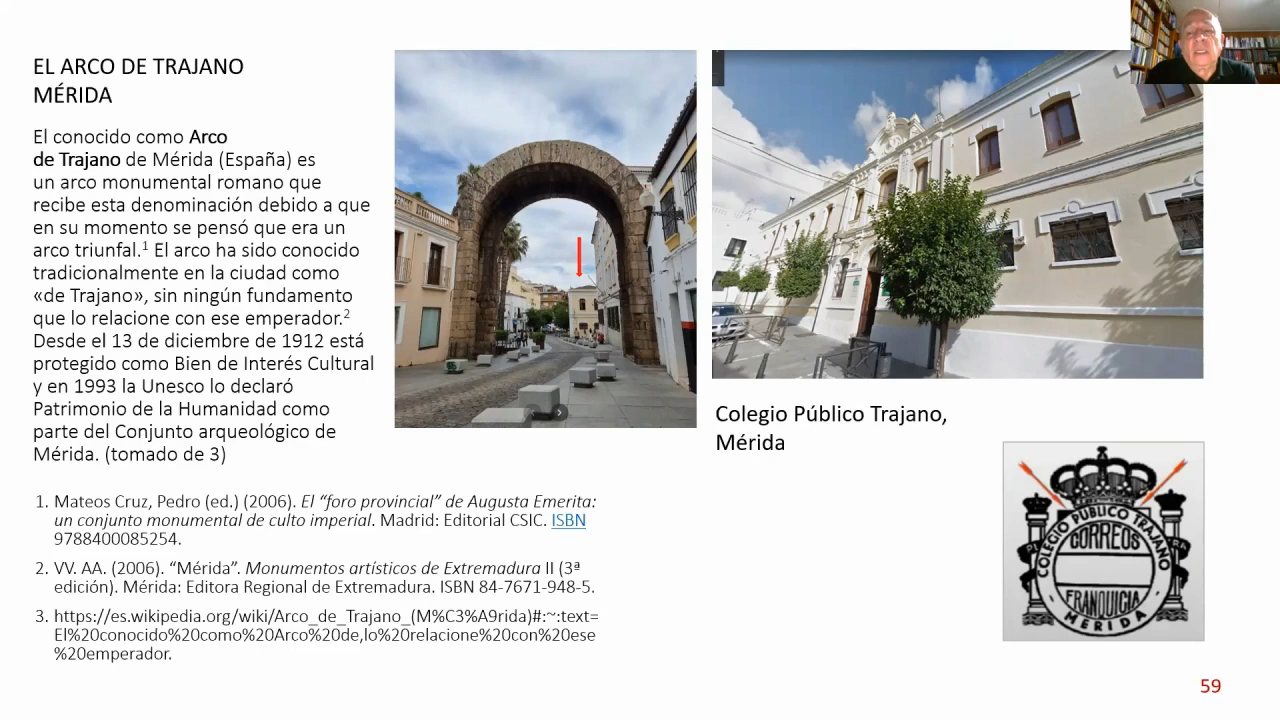 EL ARCO DE TRAJANO
MÉRIDA
El conocido como Arco
de Trajano de Mérida (España) es
un arco monumental romano que
recibe esta denominación debido a que
en su momento se pensó que era un
arco triunfal.1 El arco ha sido conocido
tradicionalmente en la ciudad como
«de Trajano», sin ningún fundamento
que lo relacione con ese emperador.2
Desde el 13 de diciembre de 1912 está
protegido como Bien de Interés Cultural
y en 1993 la Unesco lo declaró
Patrimonio de la Humanidad como
parte del Conjunto arqueológico de
Mérida. (tomado de 3)
1. Mateos Cruz, Pedro (ed.) (2006). El “foro provincial” de Augusta Emerita:
un conjunto monumental de culto imperial. Madrid: Editorial CSIC. ISBN
9788400085254.
2. VV. AA. (2006). “Mérida”. Monumentos artísticos de Extremadura II (3ª
edición). Mérida: Editora Regional de Extremadura. ISBN 84-7671-948-5.
3. https://es.wikipedia.org/wiki/Arco_de_Trajano_(M%C3%A9rida)#:~:text=
El%20conocido%20como%20Arco%20de,lo%20relacione%20con%20ese
%20emperador.
Colegio Público Trajano,
Mérida
COLEGIO PUBLICO TRAJANO
CORREOS
FRANQUICIA
MERIDA
59